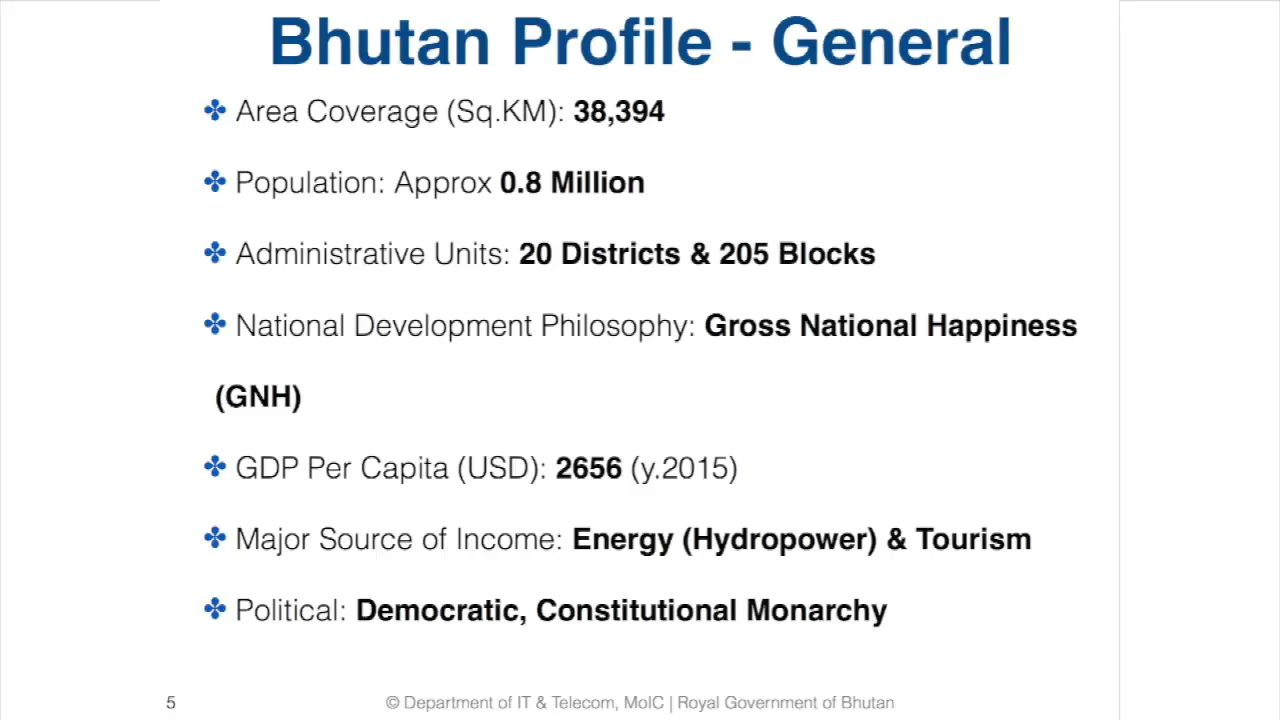 Bhutan Profile - General
✤ Area Coverage (Sq.KM): 38,394
✤ Population: Approx 0.8 Million
✤ Administrative Units: 20 Districts & 205 Blocks
✤ National Development Philosophy: Gross National Happiness
(GNH)
✤ GDP Per Capita (USD): 2656 (y.2015)
✤ Major Source of Income: Energy (Hydropower) & Tourism
✤ Political: Democratic, Constitutional Monarchy
5 © Department of IT & Telecom, MoIC | Royal Government of Bhutan